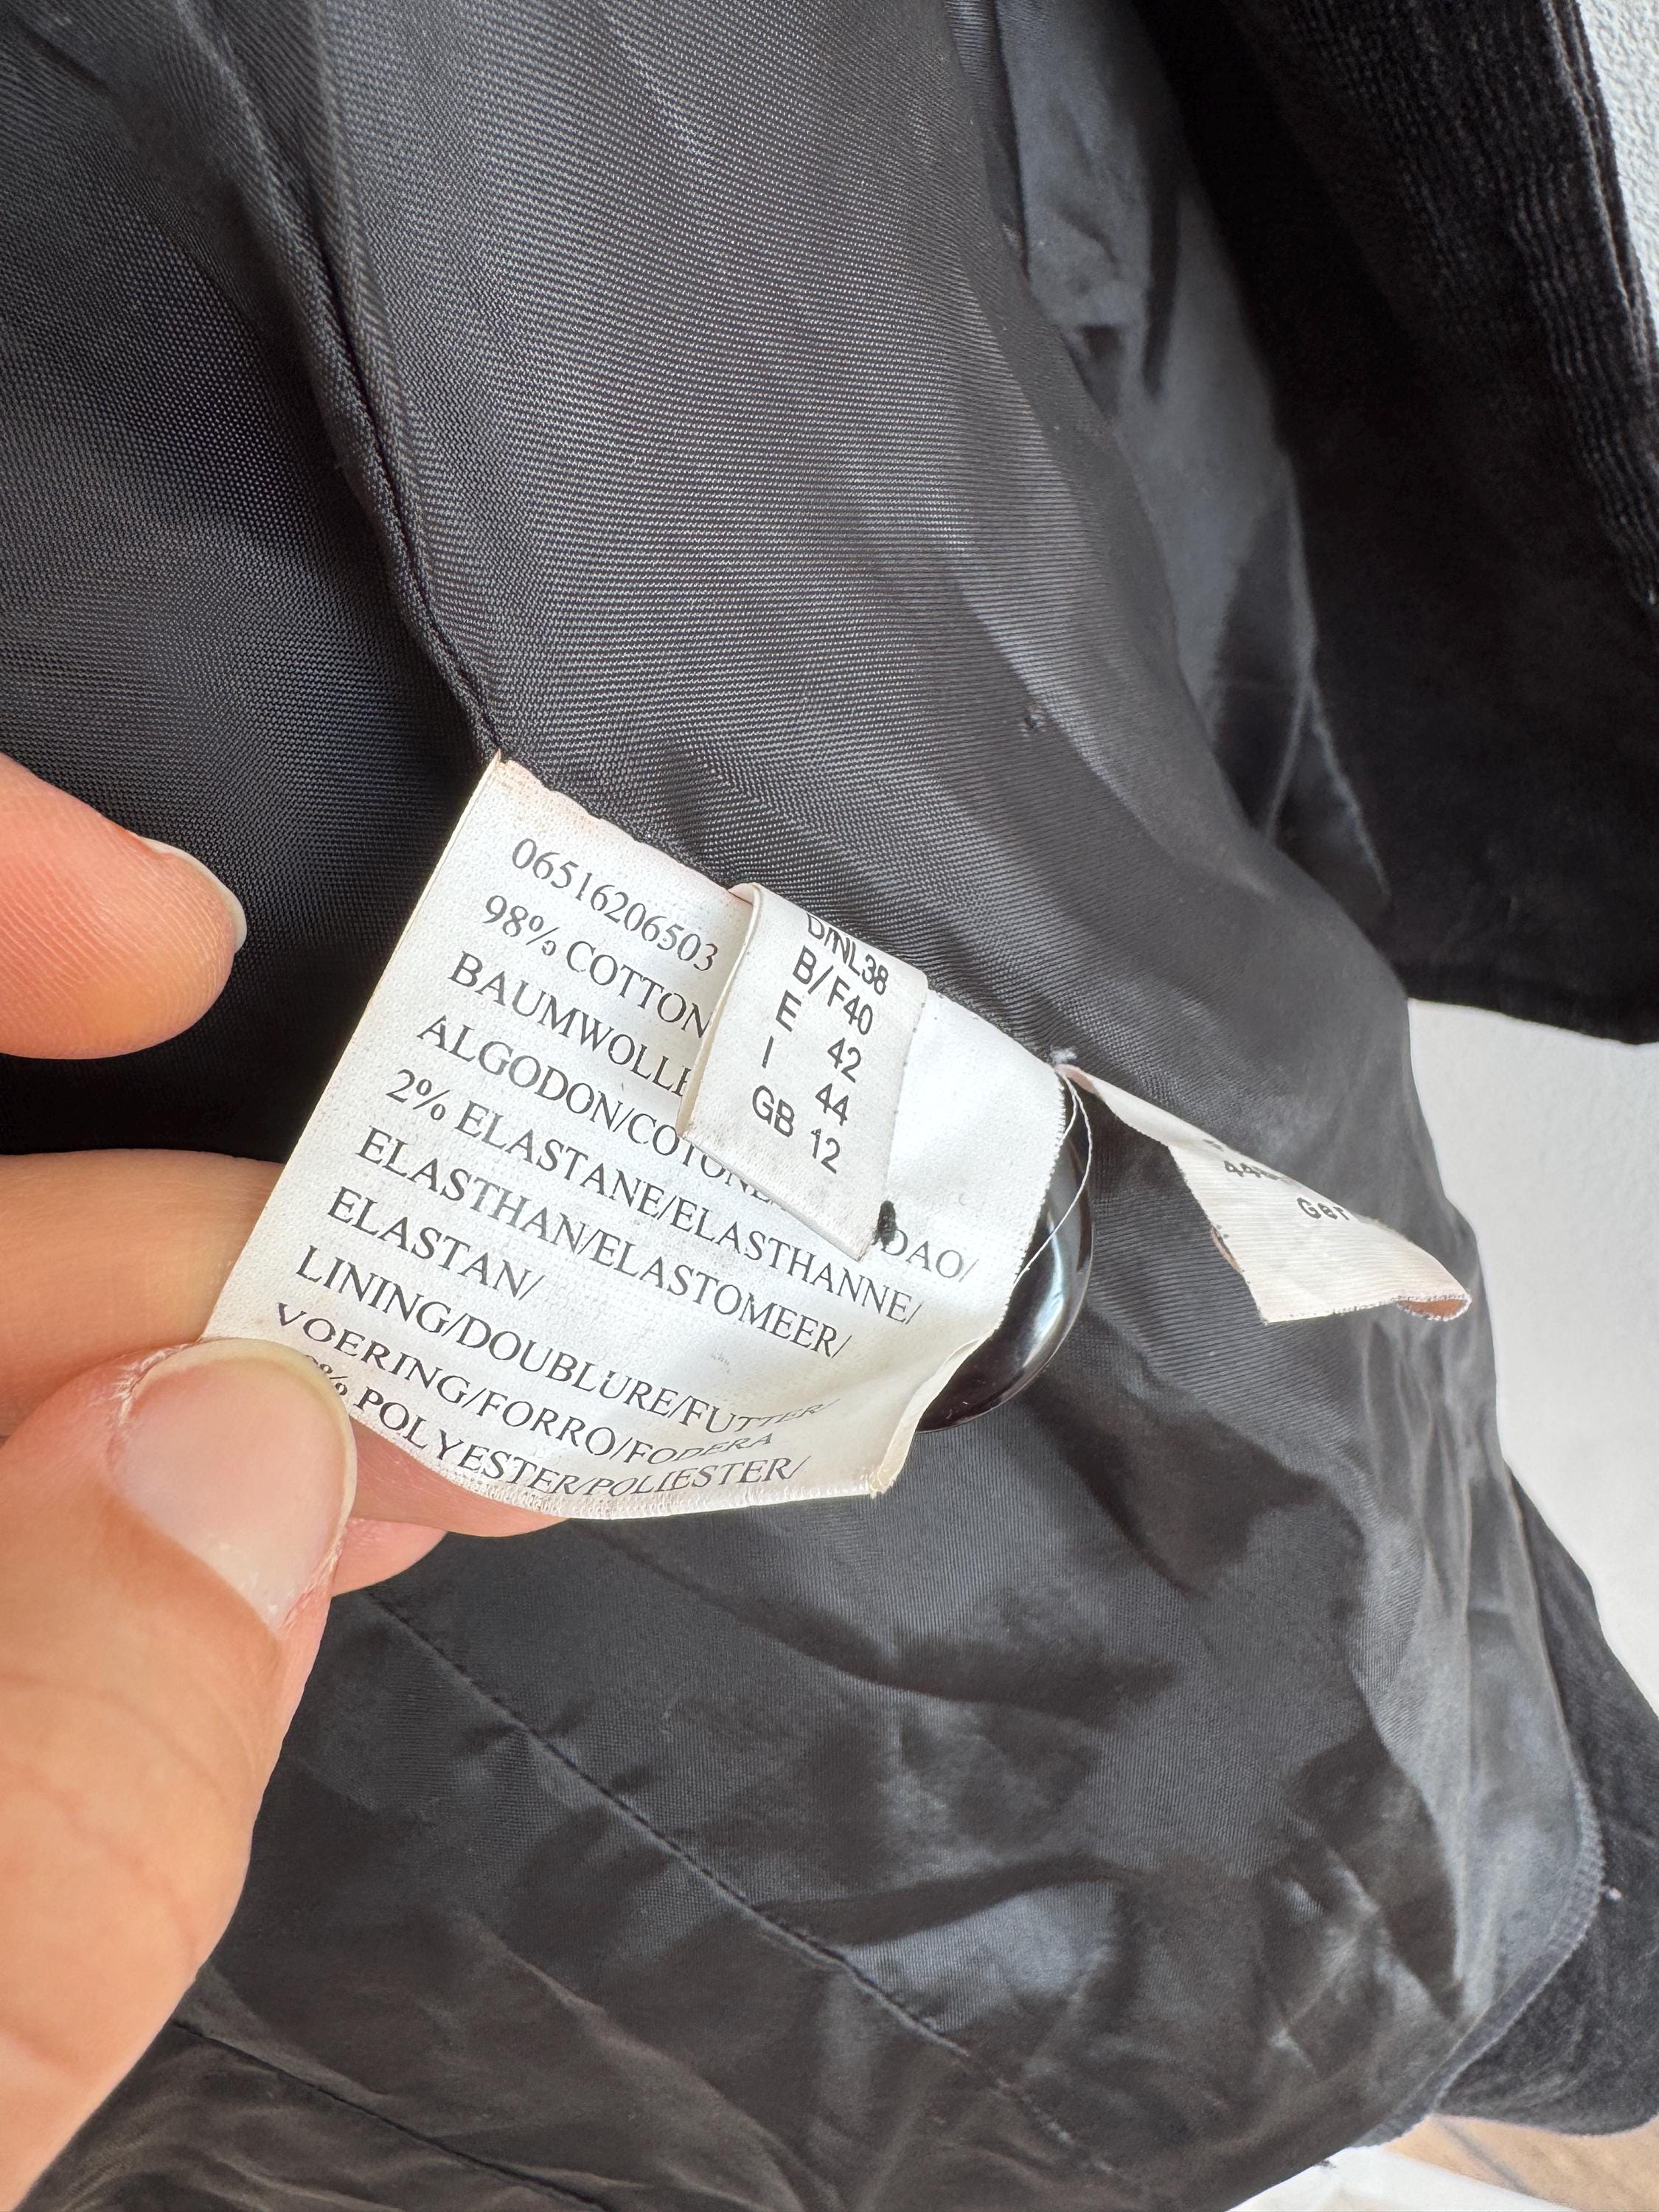 06516206503
98% COTTON
BAUMWOLLE
ALGODON/COTONE
2% ELASTANE/ELASTHANNE/
ELASTHAN/ELASTOMEER/
ELASTAN/
LINING/DOUBLURE/FUTTER/
VOERING/FORRO/FODERA
% POLYESTER/POLIESTER/
D/NL38
B/F40
E 42
I 44
GB 12